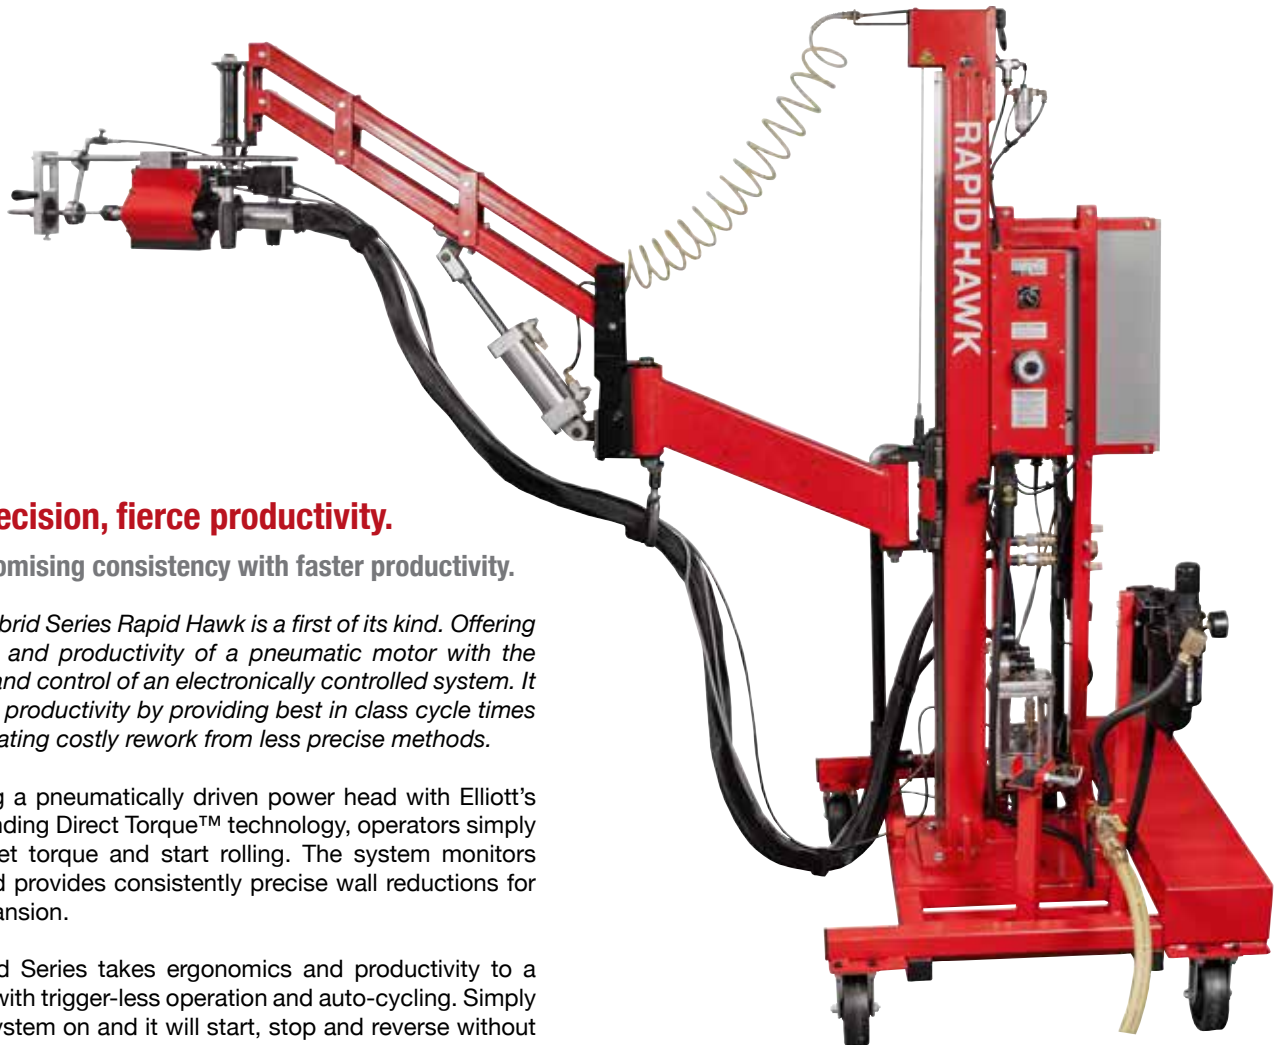 RAPID HAWK
ecision, fierce productivity.
omising consistency with faster productivity.
brid Series Rapid Hawk is a first of its kind. Offering
and productivity of a pneumatic motor with the
and control of an electronically controlled system. It
productivity by providing best in class cycle times
ating costly rework from less precise methods.
g a pneumatically driven power head with Elliott's
nding Direct Torque™ technology, operators simply
et torque and start rolling. The system monitors
d provides consistently precise wall reductions for
ansion.
d Series takes ergonomics and productivity to a
with trigger-less operation and auto-cycling. Simply
ystem on and it will start, stop and reverse without